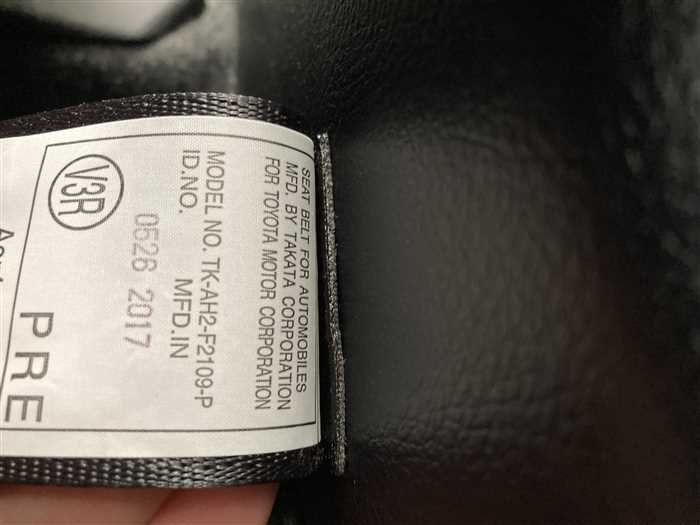 SEAT BELT FOR AUTOMOBILES
MFD. BY TAKATA CORPORATION
FOR TOYOTA MOTOR CORPORATION
MODEL NO. TK-AH2-F2109-P
ID.NO. MFD.IN
0526 2017
V3R
PRE